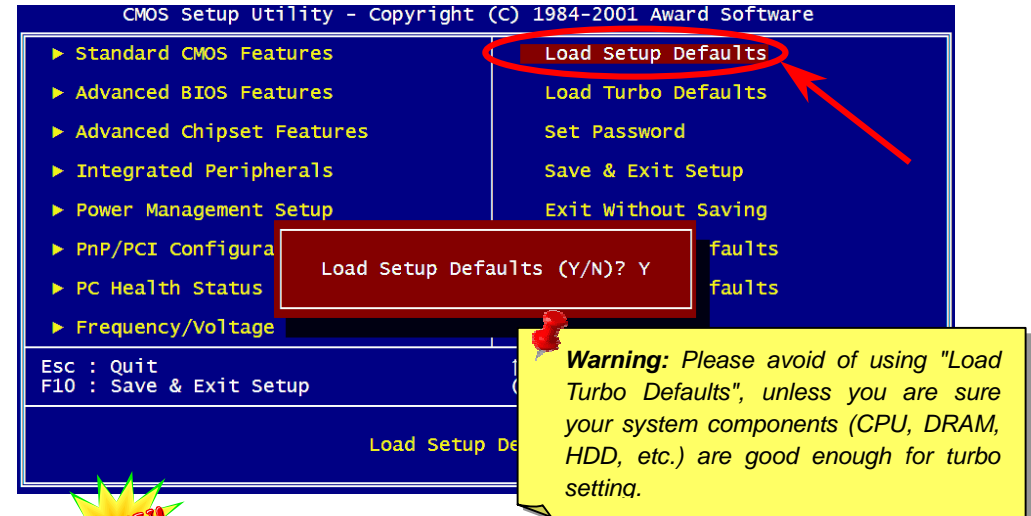 CMOS Setup Utility - Copyright (C) 1984-2001 Award Software
▶ Standard CMOS Features
▶ Advanced BIOS Features
▶ Advanced Chipset Features
▶ Integrated Peripherals
▶ Power Management Setup
▶ PnP/PCI Configura
▶ PC Health Status
▶ Frequency/Voltage
Load Setup Defaults
Load Turbo Defaults
Set Password
Save & Exit Setup
Exit Without Saving
faults
faults
Load Setup Defaults (Y/N)? Y
Esc : Quit
F10 : Save & Exit Setup
Load Setup De
Warning: Please avoid of using "Load
Turbo Defaults", unless you are sure
your system components (CPU, DRAM,
HDD, etc.) are good enough for turbo
setting.